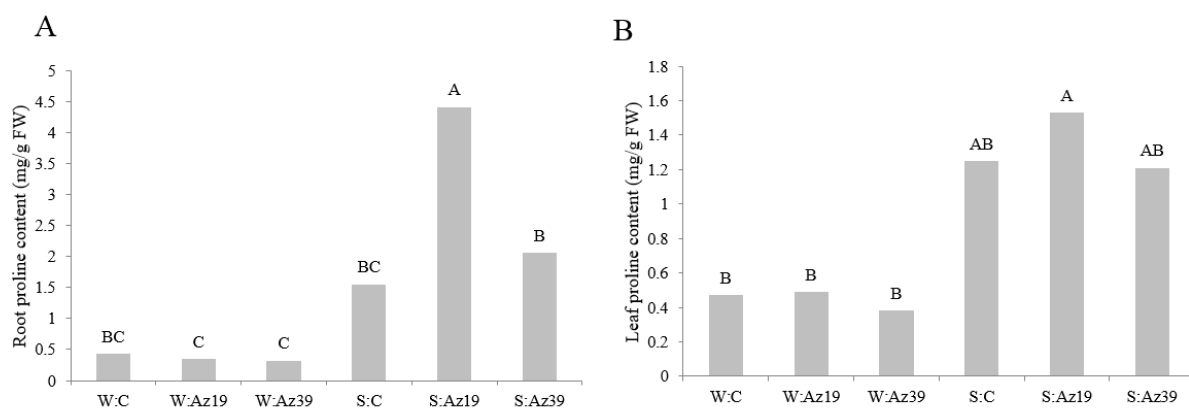 A
Root proline content (mg/g FW)
5
4.5
4
3.5
3
2.5
2
1.5
1
0.5
0
BC
C
C
BC
A
B
W:C
W:Az19
W:Az39
S:C
S:Az19
S:Az39
B
Leaf proline content (mg/g FW)
1.8
1.6
1.4
1.2
1
0.8
0.6
0.4
0.2
0
B
B
B
AB
A
AB
W:C
W:Az19
W:Az39
S:C
S:Az19
S:Az39